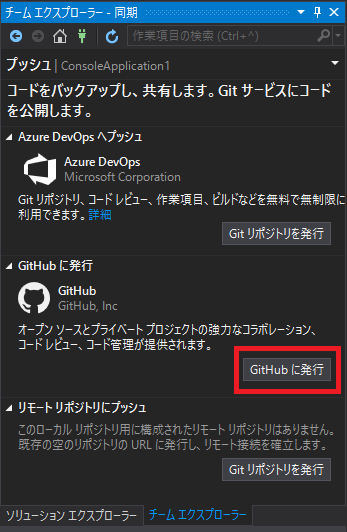 チーム エクスプローラー - 同期
作業項目の検索 (Ctrl+^)
プッシュ | ConsoleApplication1
コードをバックアップし、共有します。Git サービスにコード
を公開します。
Azure DevOps へプッシュ
Azure DevOps
Microsoft Corporation
Git リポジトリ、コード レビュー、作業項目、ビルドなどを無料で無制限に
利用できます。詳細
Git リポジトリを発行
GitHub に発行
GitHub
GitHub, Inc
オープン ソースとプライベート プロジェクトの強力なコラボレーション、
コード レビュー、コード管理が提供されます。
GitHub に発行
リモート リポジトリにプッシュ
このローカル リポジトリ用に構成されたリモート リポジトリはありません。
既存の空のリポジトリの URL に発行し、リモート接続を確立します。
Git リポジトリを発行
ソリューション エクスプローラー
チーム エクスプローラー